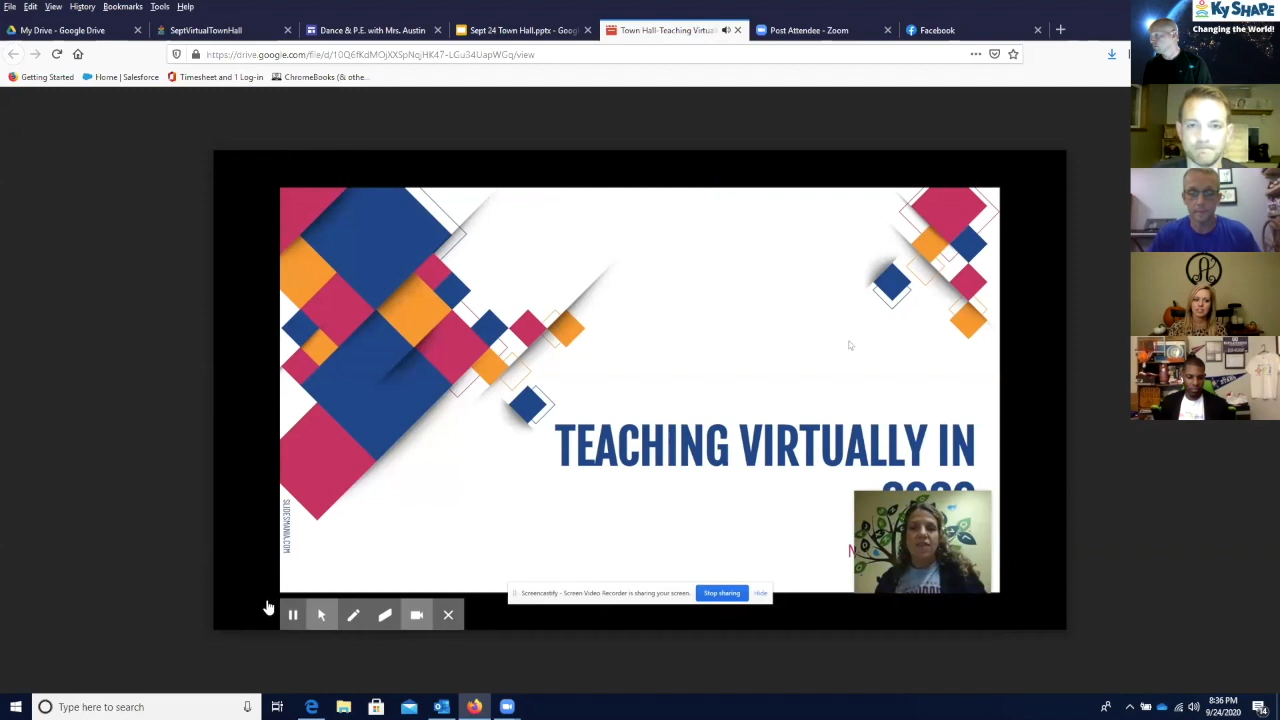 File Edit View History Bookmarks Tools Help
My Drive - Google Drive
SeptVirtualTownHall
Dance & P.E. with Mrs. Austin
Sept 24 Town Hall.pptx - Goog
Town Hall-Teaching Virtual
Post Attendee - Zoom
Facebook
https://drive.google.com/file/d/10Q6fKdMOjXXSpNqjHK47-LGu34UapWGq/view
Getting Started
Home | Salesforce
Timesheet and 1 Log-in
ChromeBooks (& othe...
Ky SHAPE
Changing the World!
TEACHING VIRTUALLY IN
SLIDESMANIA.COM
N
Screencastify - Screen Video Recorder is sharing your screen.
Stop sharing
Hide
Type here to search
8:36 PM
9/24/2020
14